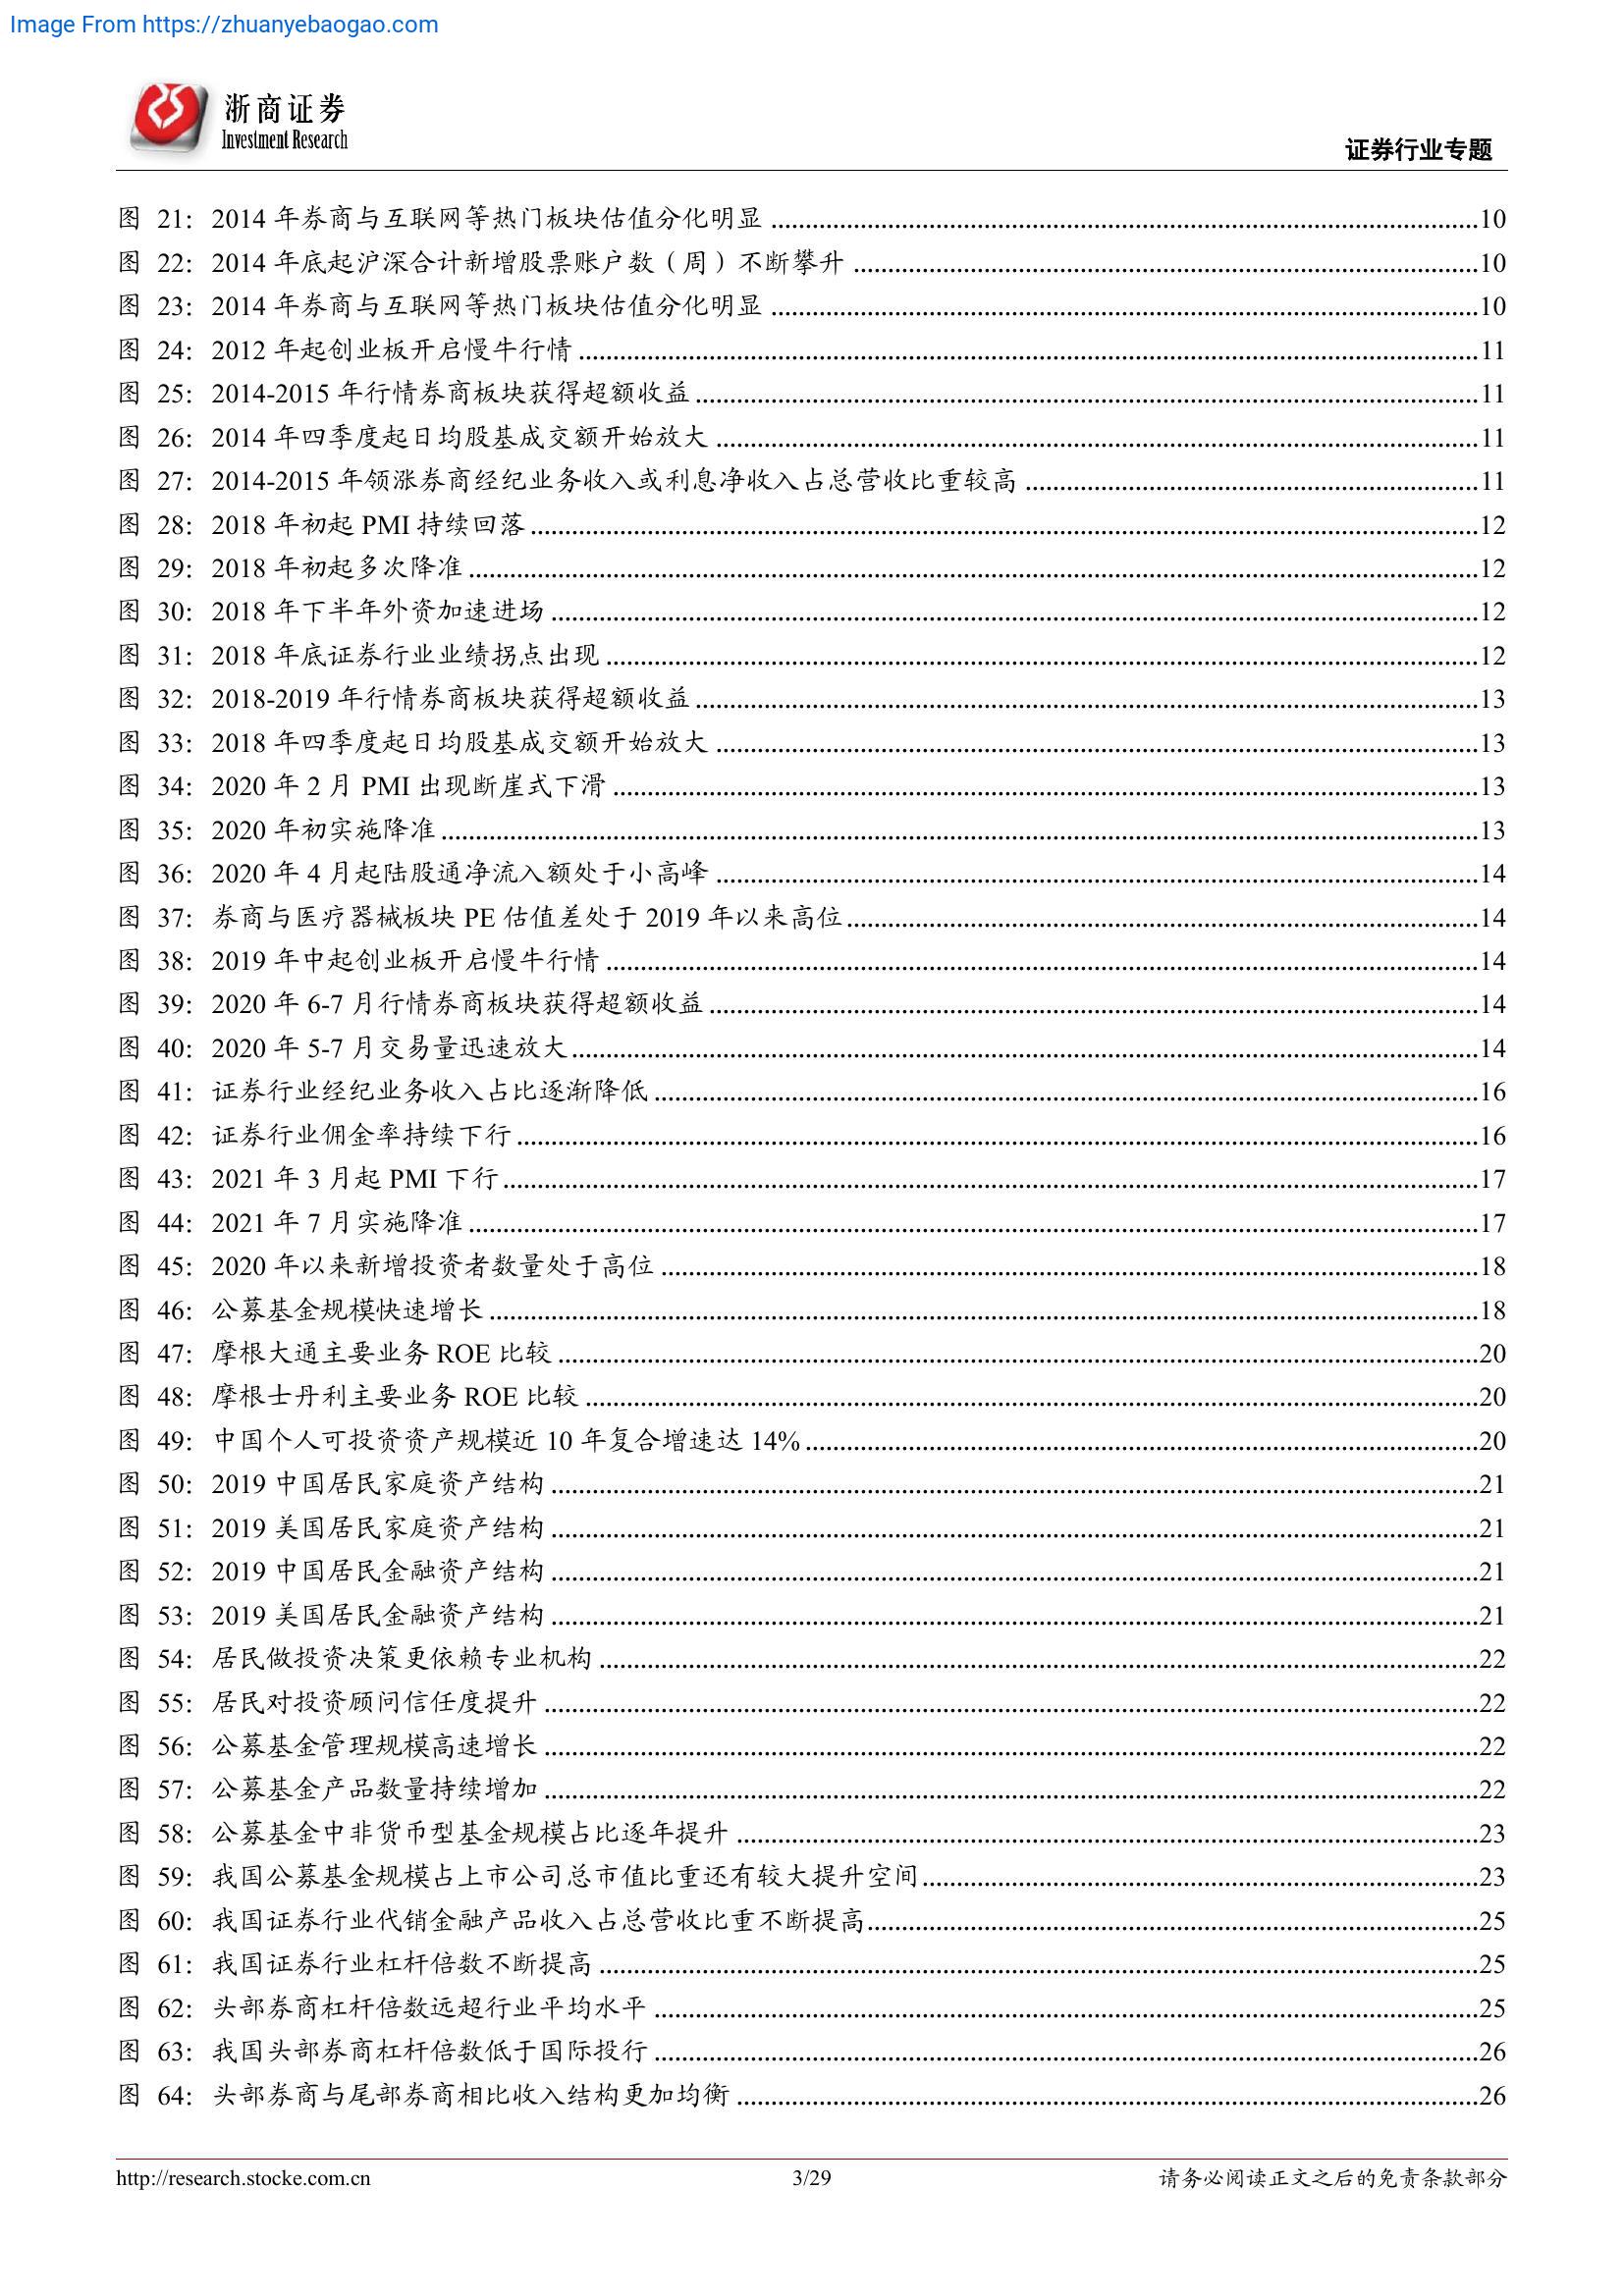 Image From https://zhuanyebaogao.com
浙商证券
Investment Research
证券行业专题
图 21：2014 年券商与互联网等热门板块估值分化明显 ........ 10
图 22：2014 年底起沪深合计新增股票账户数（周）不断攀升 ........ 10
图 23：2014 年券商与互联网等热门板块估值分化明显 ........ 10
图 24：2012 年起创业板开启慢牛行情 ........ 11
图 25：2014-2015 年行情券商板块获得超额收益 ........ 11
图 26：2014 年四季度起日均股基成交额开始放大 ........ 11
图 27：2014-2015 年领涨券商经纪业务收入或利息净收入占总营收比重较高 ........ 11
图 28：2018 年初起 PMI 持续回落 ........ 12
图 29：2018 年初起多次降准 ........ 12
图 30：2018 年下半年外资加速进场 ........ 12
图 31：2018 年底证券行业业绩拐点出现 ........ 12
图 32：2018-2019 年行情券商板块获得超额收益 ........ 13
图 33：2018 年四季度起日均股基成交额开始放大 ........ 13
图 34：2020 年 2 月 PMI 出现断崖式下滑 ........ 13
图 35：2020 年初实施降准 ........ 13
图 36：2020 年 4 月起陆股通净流入额处于小高峰 ........ 14
图 37：券商与医疗器械板块 PE 估值差处于 2019 年以来高位 ........ 14
图 38：2019 年中起创业板开启慢牛行情 ........ 14
图 39：2020 年 6-7 月行情券商板块获得超额收益 ........ 14
图 40：2020 年 5-7 月交易量迅速放大 ........ 14
图 41：证券行业经纪业务收入占比逐渐降低 ........ 16
图 42：证券行业佣金率持续下行 ........ 16
图 43：2021 年 3 月起 PMI 下行 ........ 17
图 44：2021 年 7 月实施降准 ........ 17
图 45：2020 年以来新增投资者数量处于高位 ........ 18
图 46：公募基金规模快速增长 ........ 18
图 47：摩根大通主要业务 ROE 比较 ........ 20
图 48：摩根士丹利主要业务 ROE 比较 ........ 20
图 49：中国个人可投资资产规模近 10 年复合增速达 14% ........ 20
图 50：2019 中国居民家庭资产结构 ........ 21
图 51：2019 美国居民家庭资产结构 ........ 21
图 52：2019 中国居民金融资产结构 ........ 21
图 53：2019 美国居民金融资产结构 ........ 21
图 54：居民做投资决策更依赖专业机构 ........ 22
图 55：居民对投资顾问信任度提升 ........ 22
图 56：公募基金管理规模高速增长 ........ 22
图 57：公募基金产品数量持续增加 ........ 22
图 58：公募基金中非货币型基金规模占比逐年提升 ........ 23
图 59：我国公募基金规模占上市公司总市值比重还有较大提升空间 ........ 23
图 60：我国证券行业代销金融产品收入占总营收比重不断提高 ........ 25
图 61：我国证券行业杠杆倍数不断提高 ........ 25
图 62：头部券商杠杆倍数远超行业平均水平 ........ 25
图 63：我国头部券商杠杆倍数低于国际投行 ........ 26
图 64：头部券商与尾部券商相比收入结构更加均衡 ........ 26
http://research.stocke.com.cn 3/29 请务必阅读正文之后的免责条款部分